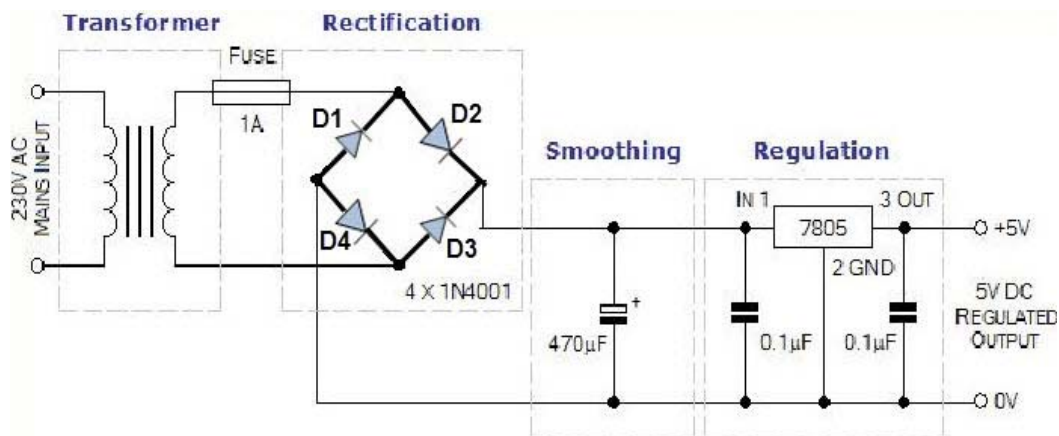 Transformer
Rectification
FUSE
1A
D1
D2
D4
D3
4 X 1N4001
230V AC
MAINS INPUT
Smoothing
Regulation
IN 1
3 OUT
7805
2 GND
+5V
+
470µF
0.1µF
0.1µF
5V DC
REGULATED
OUTPUT
0V